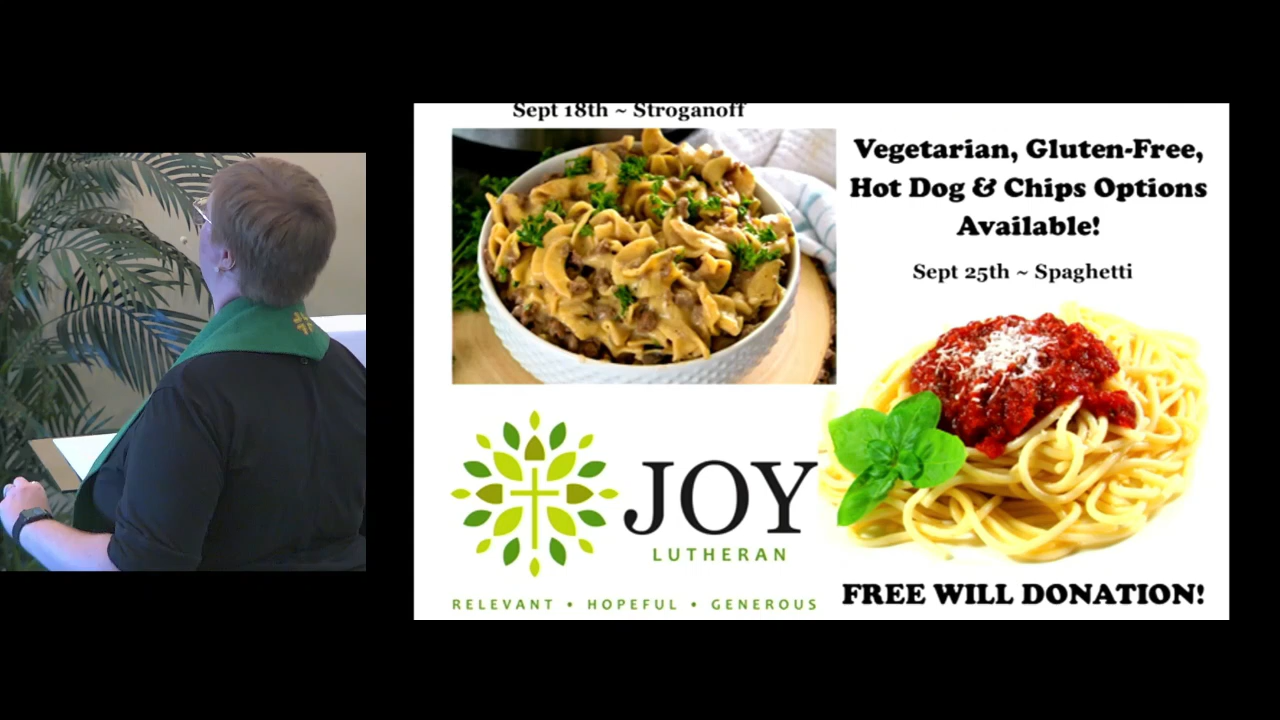 Sept 18th ~ Stroganoff
Vegetarian, Gluten-Free,
Hot Dog & Chips Options
Available!
Sept 25th ~ Spaghetti
JOY
LUTHERAN
RELEVANT • HOPEFUL • GENEROUS
FREE WILL DONATION!